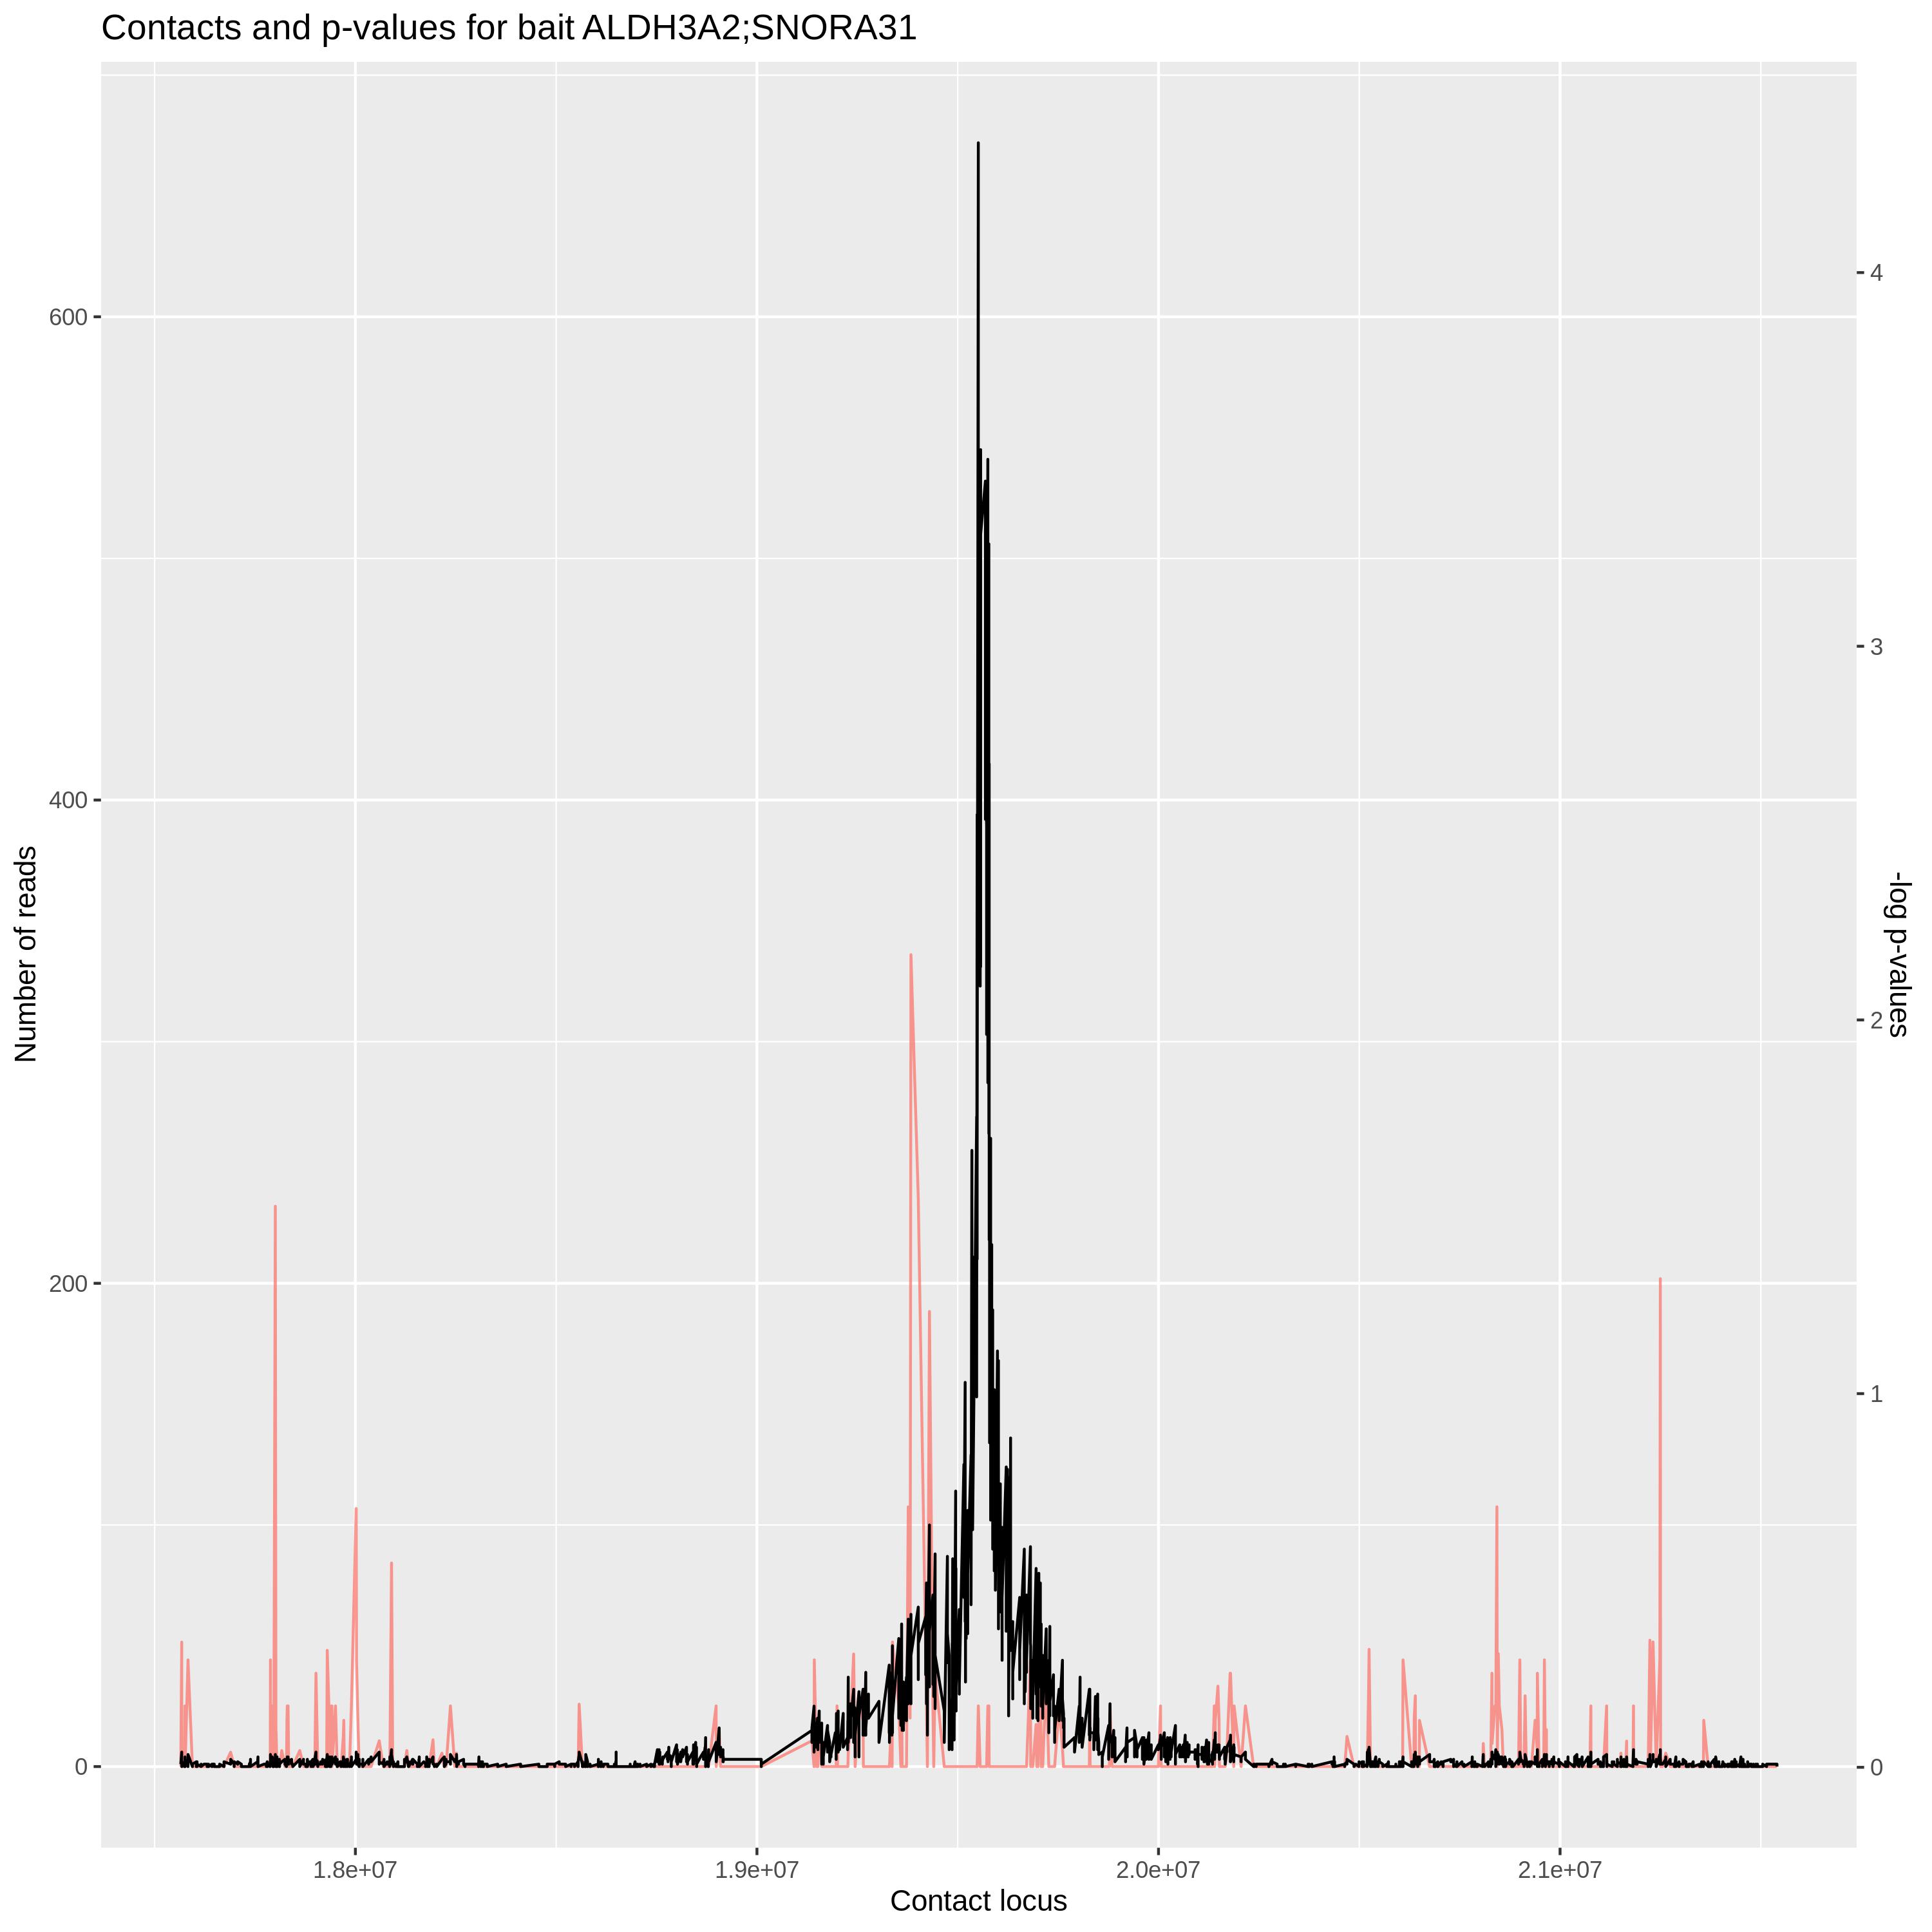 Contacts and p-values for bait ALDH3A2;SNORA31
Number of reads
600
400
200
0
4
3
2
1
0
-log p-values
1.8e+07
1.9e+07
2.0e+07
2.1e+07
Contact locus